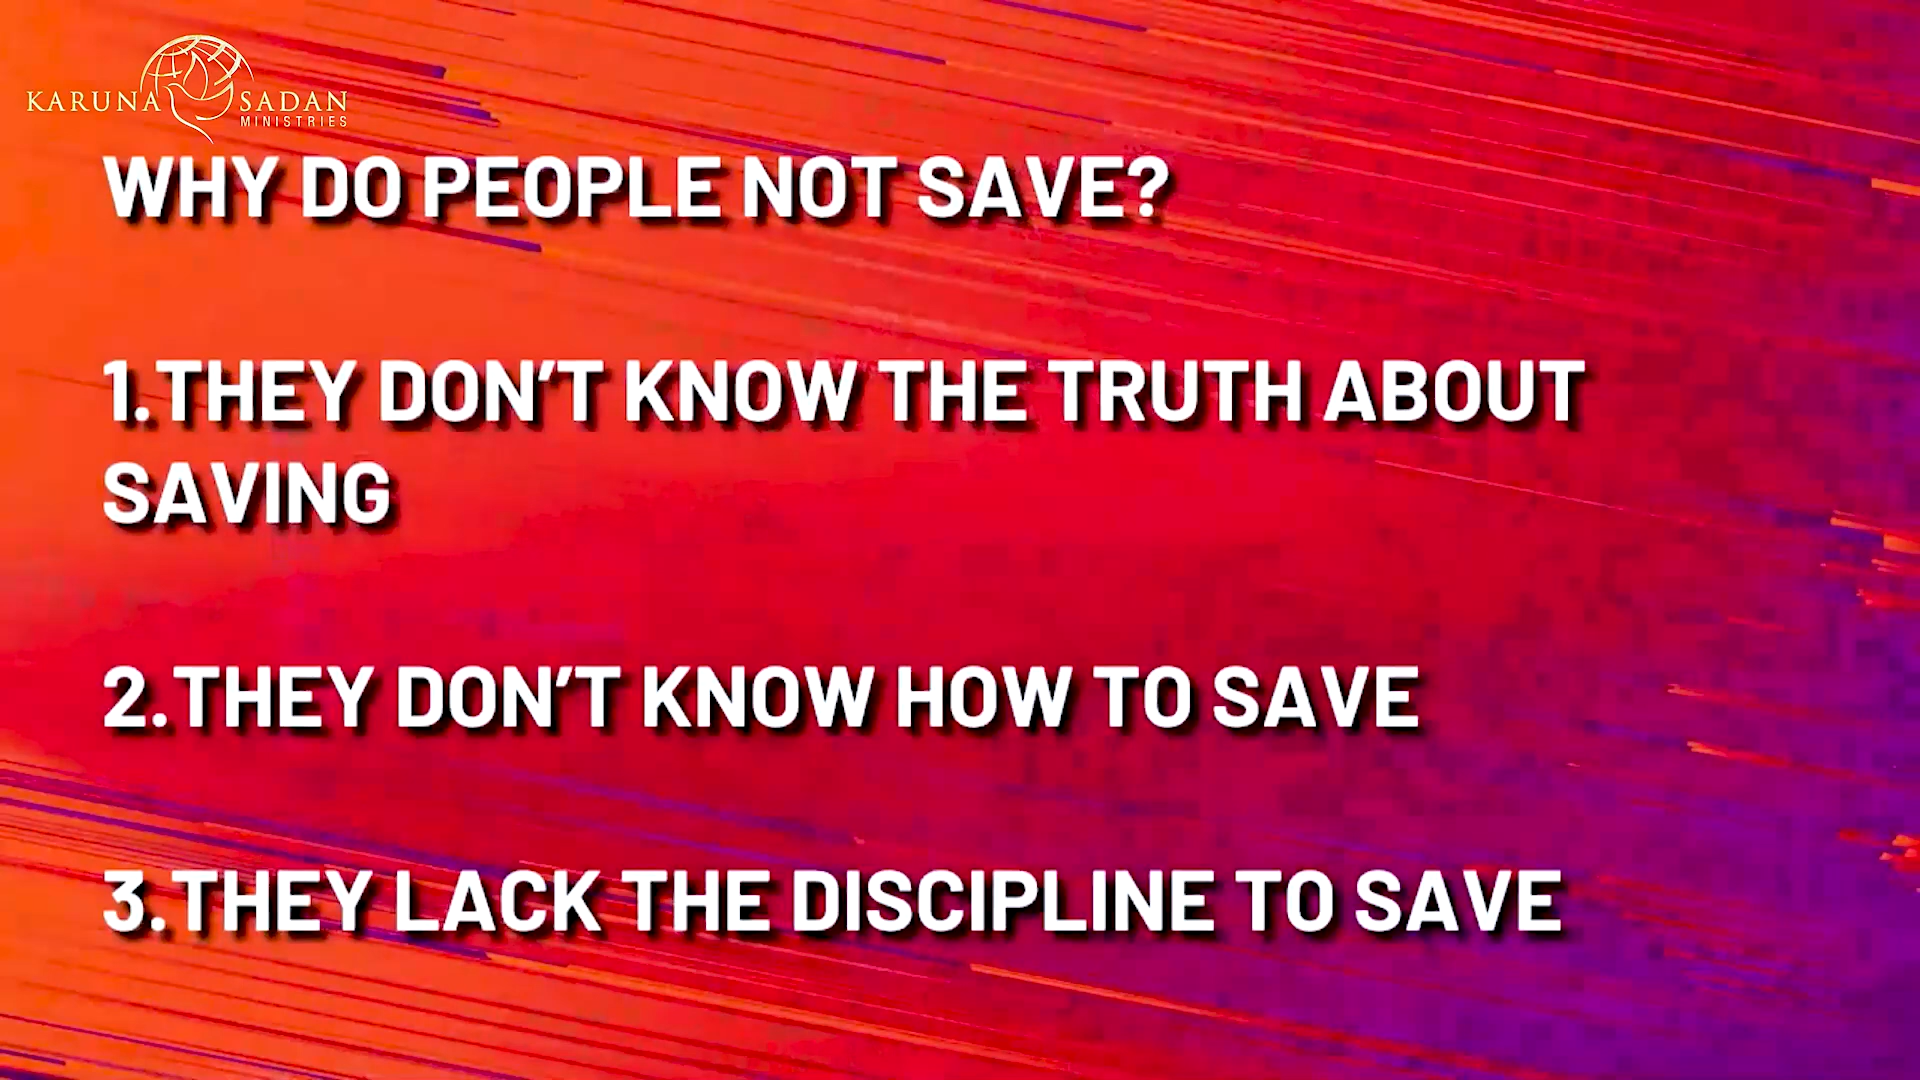 KARUNA SADAN
MINISTRIES
WHY DO PEOPLE NOT SAVE?
1.THEY DON’T KNOW THE TRUTH ABOUT
SAVING
2.THEY DON’T KNOW HOW TO SAVE
3.THEY LACK THE DISCIPLINE TO SAVE